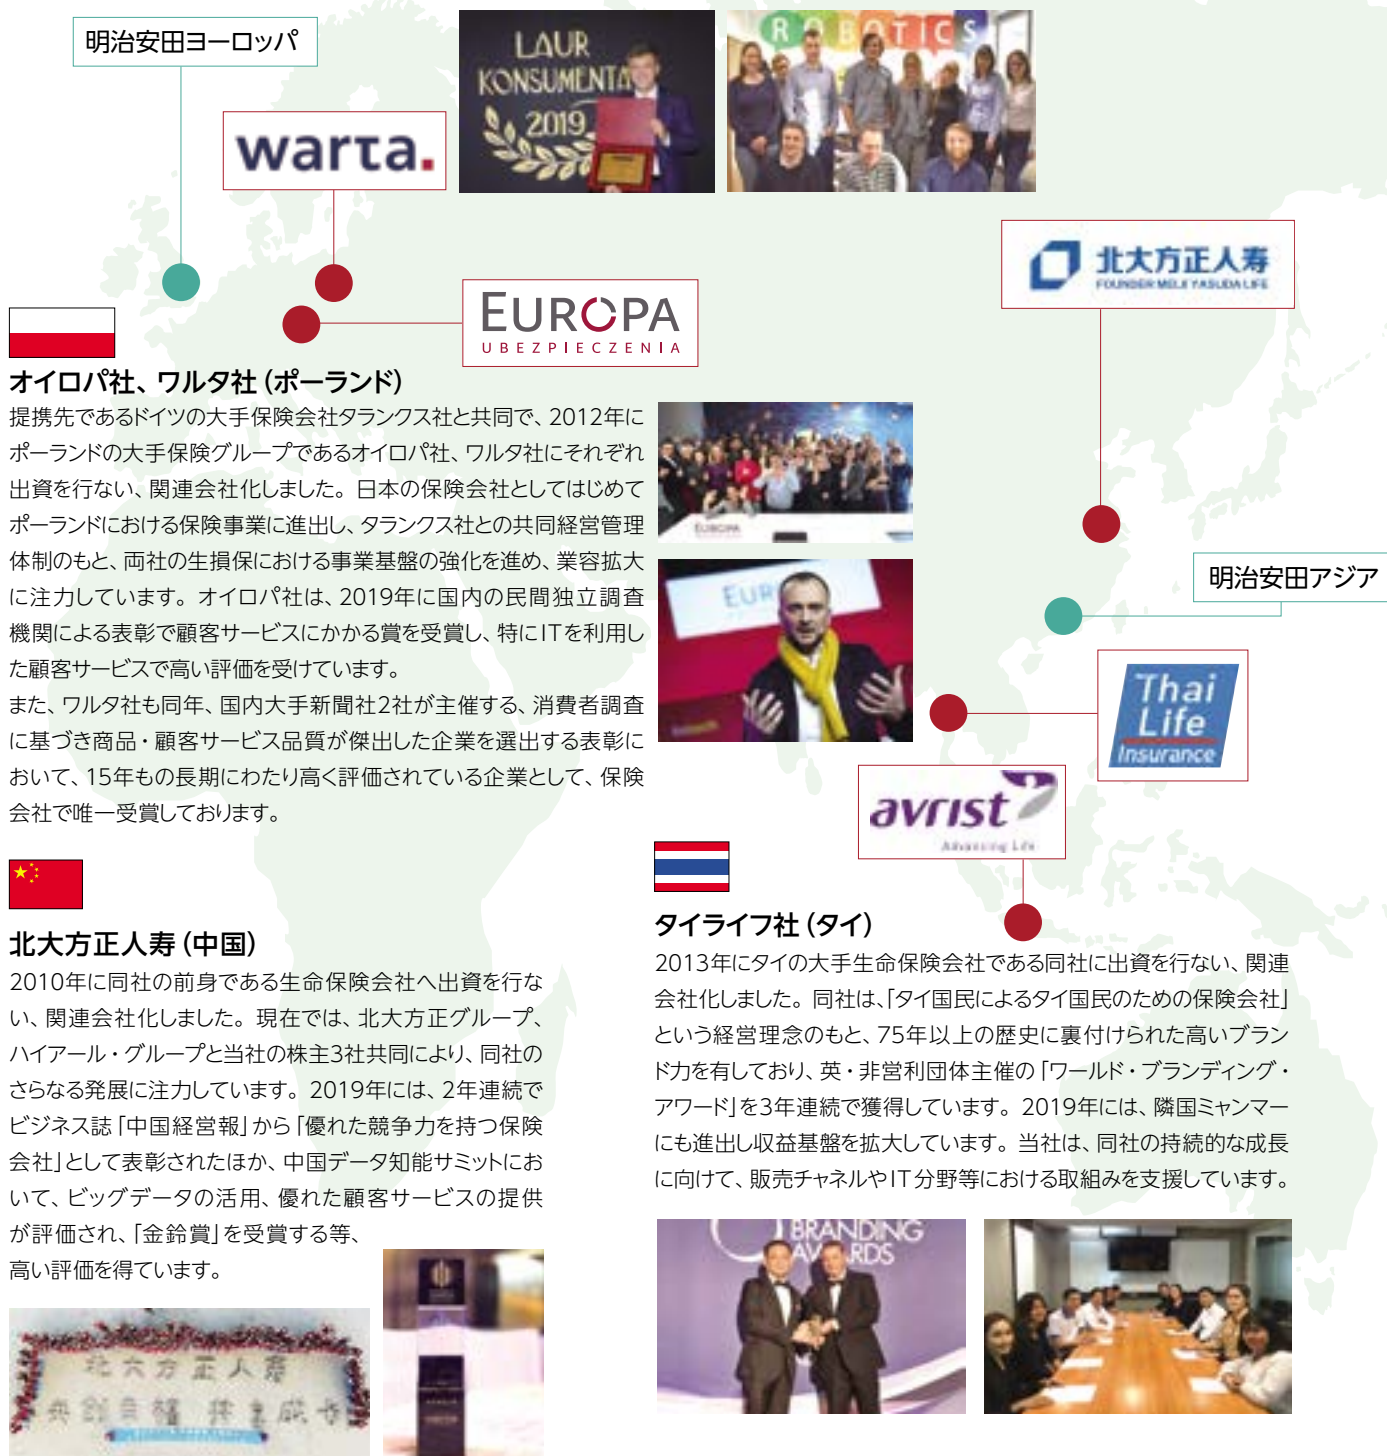 明治安田ヨーロッパ
LAUR
KONSUMENTA
2019
ROBOTICS
warta.
北大方正人寿
FOUNDER MEIJI YASUDA LIFE
EUROPA
UBEZPIECZENIA
オイロパ社、ワルタ社（ポーランド）
提携先であるドイツの大手保険会社タランクス社と共同で、2012年に
ポーランドの大手保険グループであるオイロパ社、ワルタ社にそれぞれ
出資を行ない、関連会社化しました。日本の保険会社としてはじめて
ポーランドにおける保険事業に進出し、タランクス社との共同経営管理
体制のもと、両社の生損保における事業基盤の強化を進め、業容拡大
に注力しています。オイロパ社は、2019年に国内の民間独立調査
機関による表彰で顧客サービスにかかる賞を受賞し、特にITを利用し
た顧客サービスで高い評価を受けています。
また、ワルタ社も同年、国内大手新聞社2社が主催する、消費者調査
に基づき商品・顧客サービス品質が傑出した企業を選出する表彰に
おいて、15年もの長期にわたり高く評価されている企業として、保険
会社で唯一受賞しております。
EUROPA
EURO
明治安田アジア
Thai
Life
Insurance
avrist
Advancing Life
北大方正人寿（中国）
2010年に同社の前身である生命保険会社へ出資を行な
い、関連会社化しました。現在では、北大方正グループ、
ハイアール・グループと当社の株主3社共同により、同社の
さらなる発展に注力しています。2019年には、2年連続で
ビジネス誌「中国経営報」から「優れた競争力を持つ保険
会社」として表彰されたほか、中国データ知能サミットにお
いて、ビッグデータの活用、優れた顧客サービスの提供
が評価され、「金鈴賞」を受賞する等、
高い評価を得ています。
北大方正人寿
タイライフ社（タイ）
2013年にタイの大手生命保険会社である同社に出資を行ない、関連
会社化しました。同社は、「タイ国民によるタイ国民のための保険会社」
という経営理念のもと、75年以上の歴史に裏付けられた高いブラン
ド力を有しており、英・非営利団体主催の「ワールド・ブランディング・
アワード」を3年連続で獲得しています。2019年には、隣国ミャンマー
にも進出し収益基盤を拡大しています。当社は、同社の持続的な成長
に向けて、販売チャネルやIT分野等における取組みを支援しています。
BRANDING
AWARDS